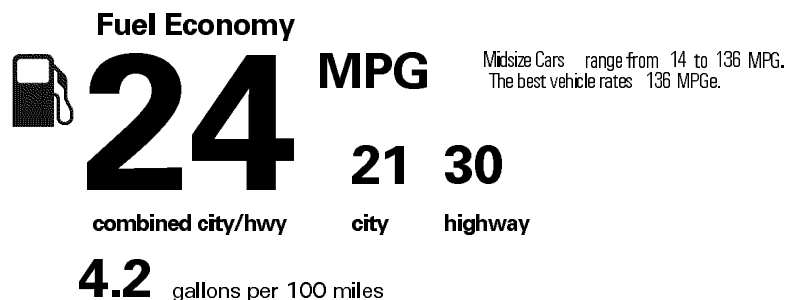 Fuel Economy
24 MPG
Midsize Cars range from 14 to 136 MPG.
The best vehicle rates 136 MPGe.
21 30
combined city/hwy city highway
4.2 gallons per 100 miles